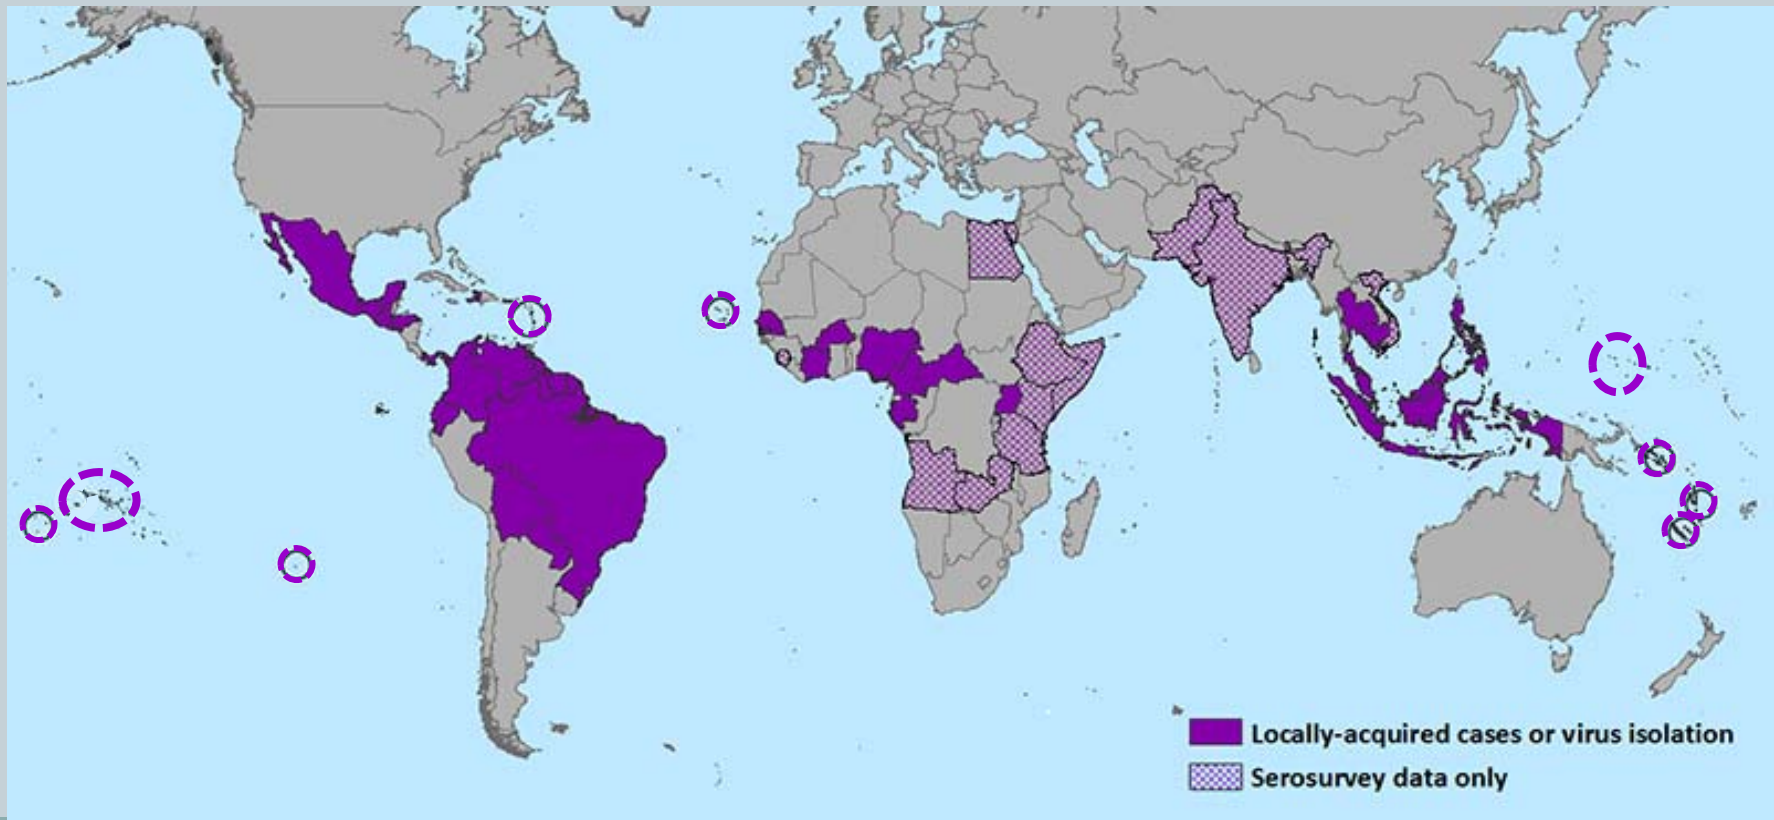 Locally-acquired cases or virus isolation
Serosurvey data only